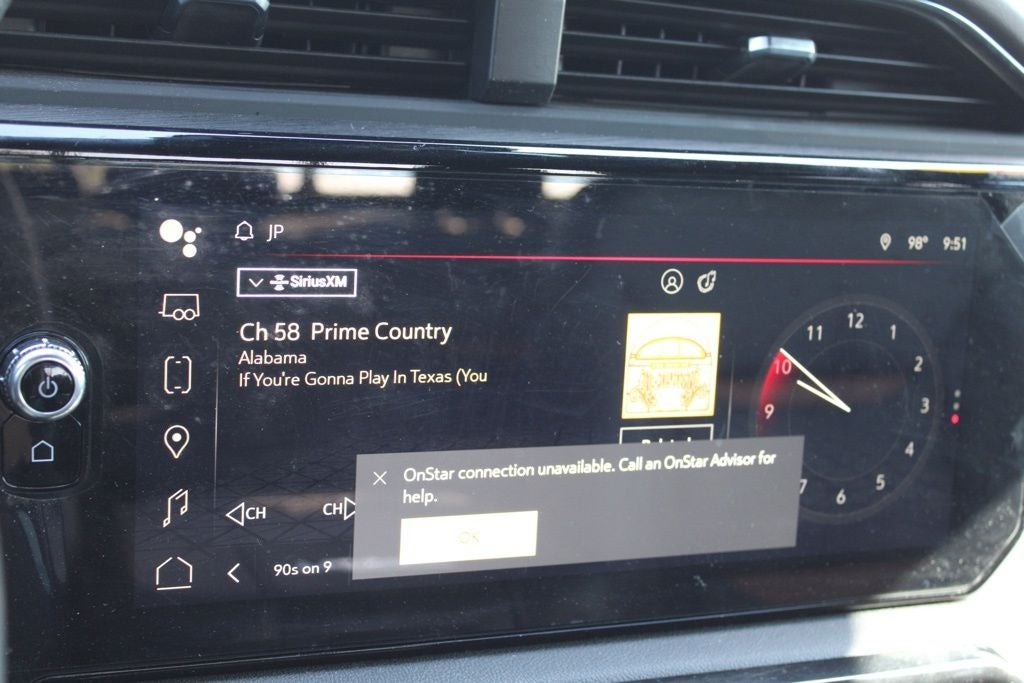 JP
98° 9:51
SiriusXM
Ch 58 Prime Country
Alabama
If You're Gonna Play In Texas (You
12
11 1
10 2
9 3
4
7 6 5
OnStar connection unavailable. Call an OnStar Advisor for
help.
OK
CH CH
90s on 9